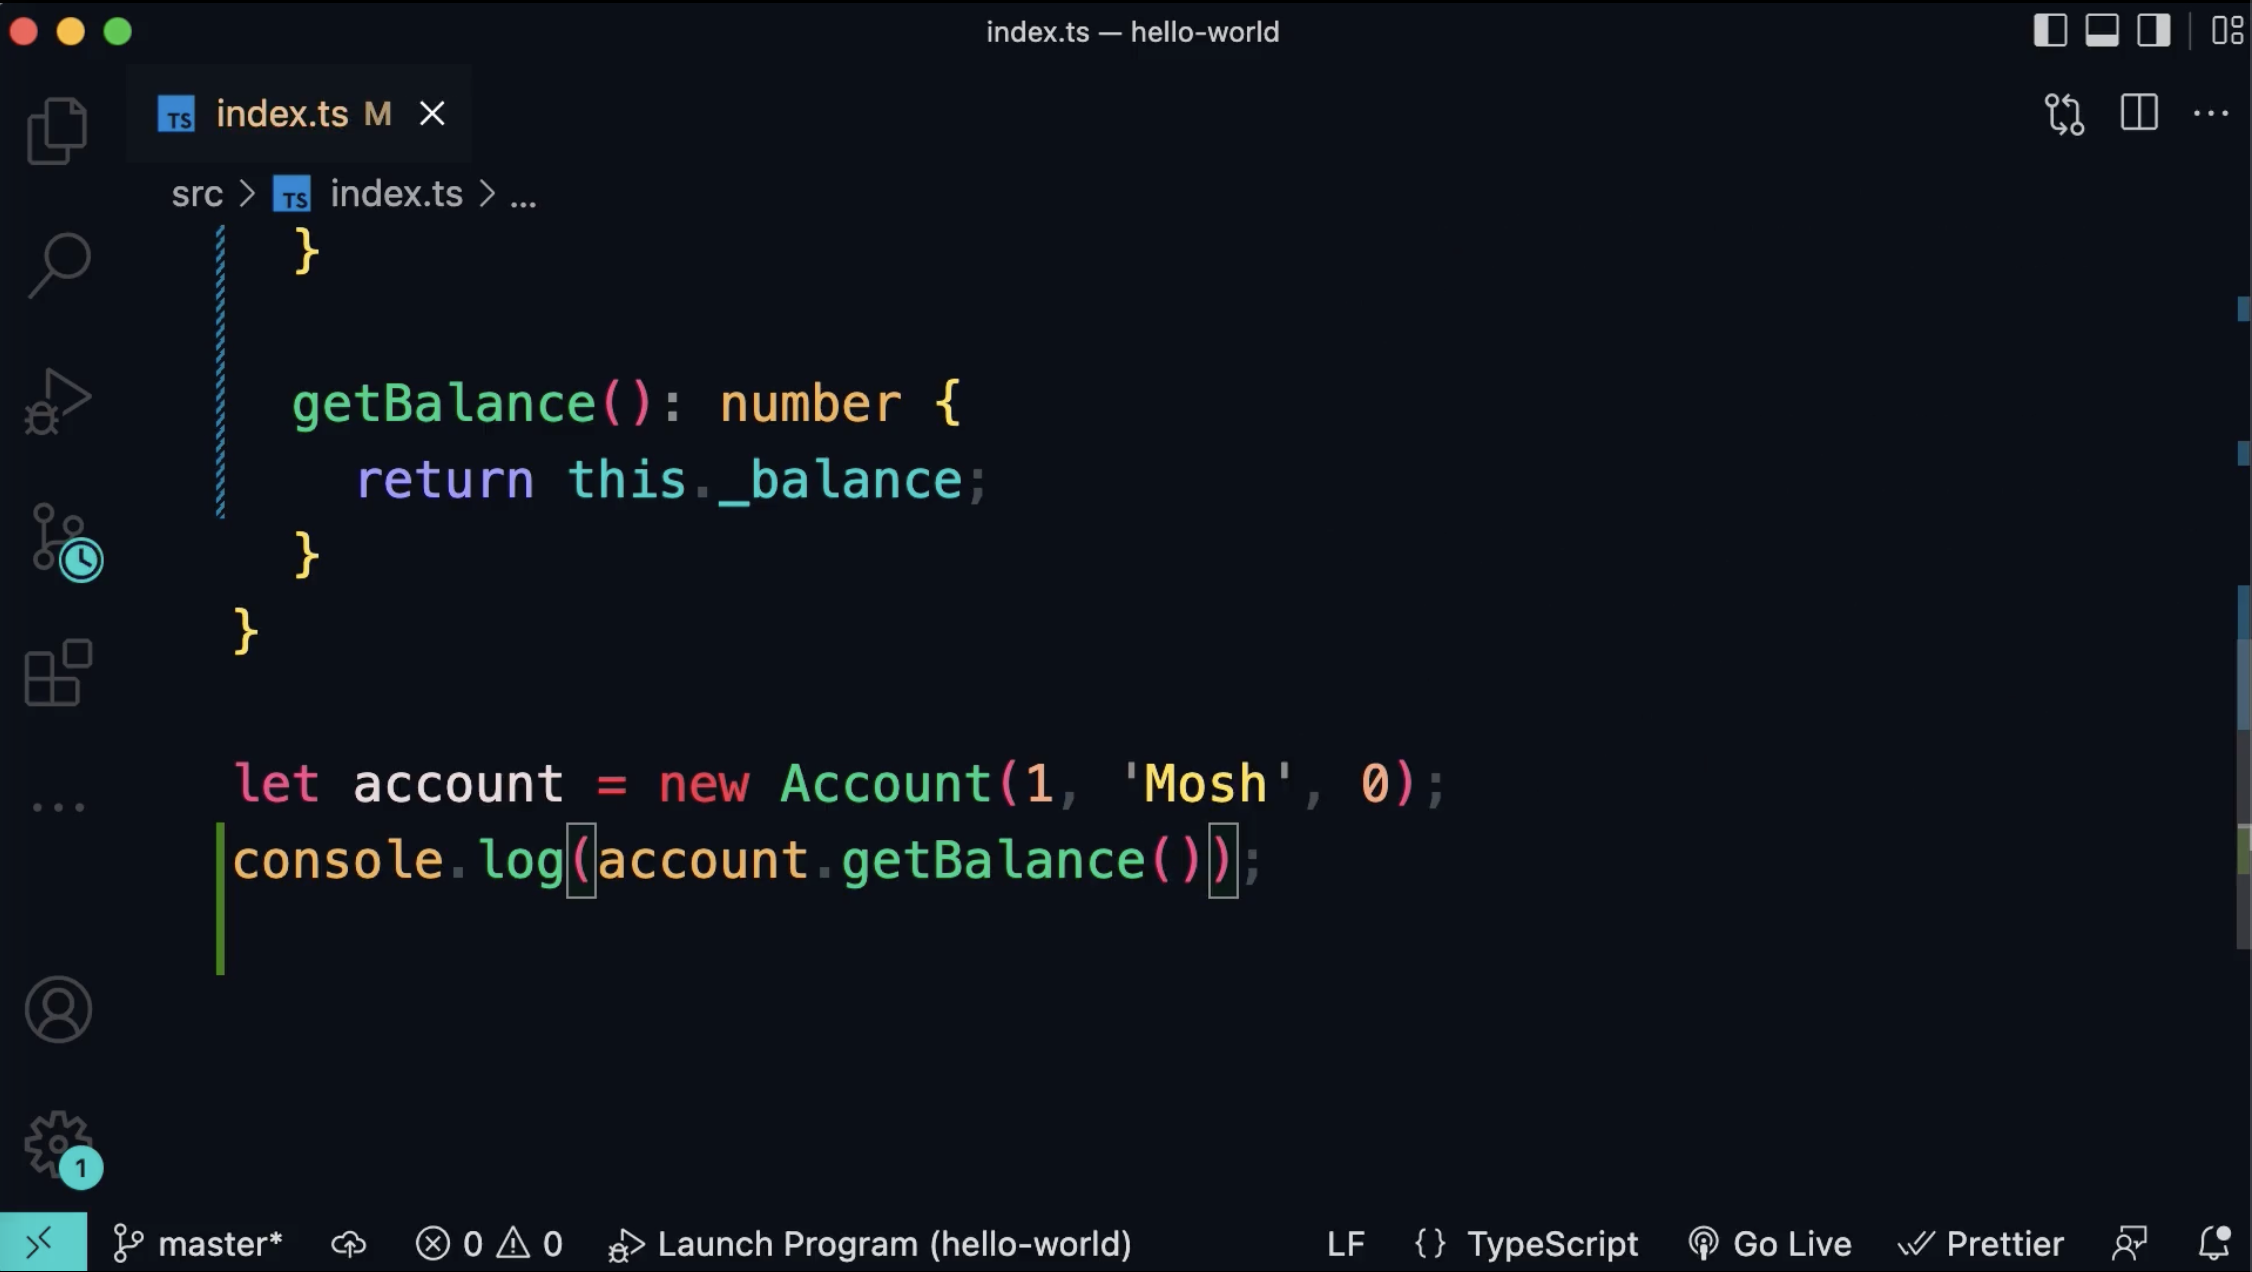 index.ts — hello-world
TS index.ts M
src > TS index.ts > ...
}
getBalance(): number {
return this._balance;
}
}
let account = new Account(1, 'Mosh', 0);
console.log(account.getBalance());
1
master* 0 0 Launch Program (hello-world) LF {} TypeScript Go Live Prettier